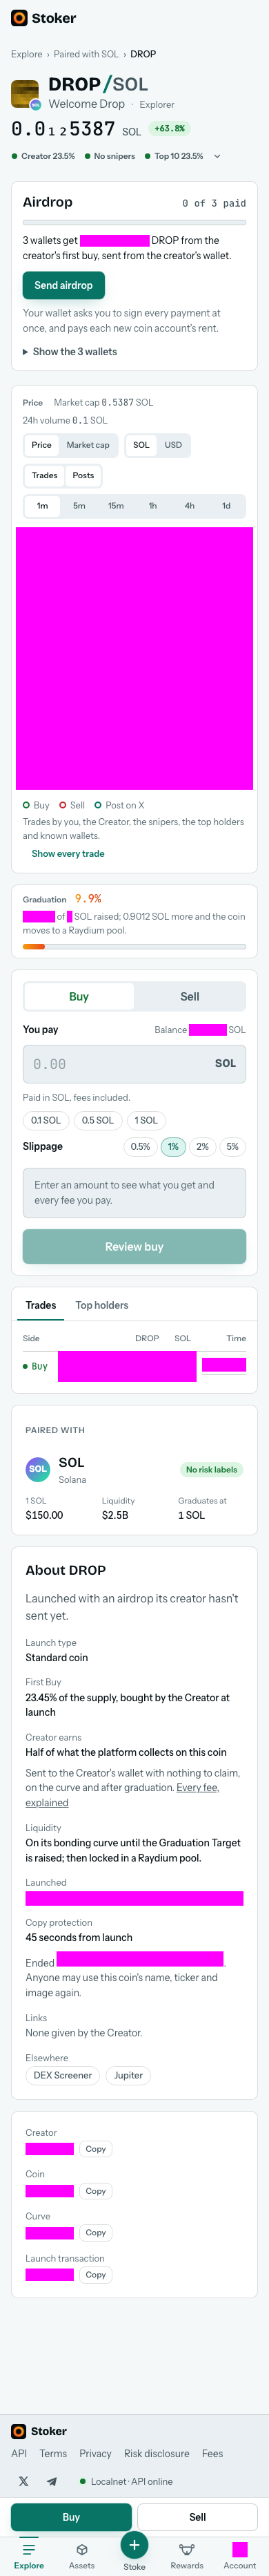 Stoker
Explore › Paired with SOL › DROP
DROP/SOL
Welcome Drop · Explorer
0.0₁₂5387 SOL +63.8%
Creator 23.5% No snipers Top 10 23.5%
Airdrop 0 of 3 paid
3 wallets get DROP from the
creator's first buy, sent from the creator's wallet.
Send airdrop
Your wallet asks you to sign every payment at
once, and pays each new coin account's rent.
Show the 3 wallets
Price Market cap 0.5387 SOL
24h volume 0.1 SOL
Price Market cap SOL USD
Trades Posts
1m 5m 15m 1h 4h 1d
Buy Sell Post on X
Trades by you, the Creator, the snipers, the top holders
and known wallets.
Show every trade
Graduation 9.9%
of SOL raised; 0.9012 SOL more and the coin
moves to a Raydium pool.
Buy Sell
You pay Balance SOL
0.00 SOL
Paid in SOL, fees included.
0.1 SOL 0.5 SOL 1 SOL
Slippage 0.5% 1% 2% 5%
Enter an amount to see what you get and
every fee you pay.
Review buy
Trades Top holders
Side DROP SOL Time
Buy
PAIRED WITH
SOL SOL
Solana
No risk labels
1 SOL Liquidity Graduates at
$150.00 $2.5B 1 SOL
About DROP
Launched with an airdrop its creator hasn't
sent yet.
Launch type
Standard coin
First Buy
23.45% of the supply, bought by the Creator at
launch
Creator earns
Half of what the platform collects on this coin
Sent to the Creator's wallet with nothing to claim,
on the curve and after graduation. Every fee,
explained
Liquidity
On its bonding curve until the Graduation Target
is raised; then locked in a Raydium pool.
Launched
Copy protection
45 seconds from launch
Ended .
Anyone may use this coin's name, ticker and
image again.
Links
None given by the Creator.
Elsewhere
DEX Screener Jupiter
Creator
Copy
Coin
Copy
Curve
Copy
Launch transaction
Copy
Stoker
API Terms Privacy Risk disclosure Fees
Localnet · API online
Buy Sell
Explore Assets Stoke Rewards Account